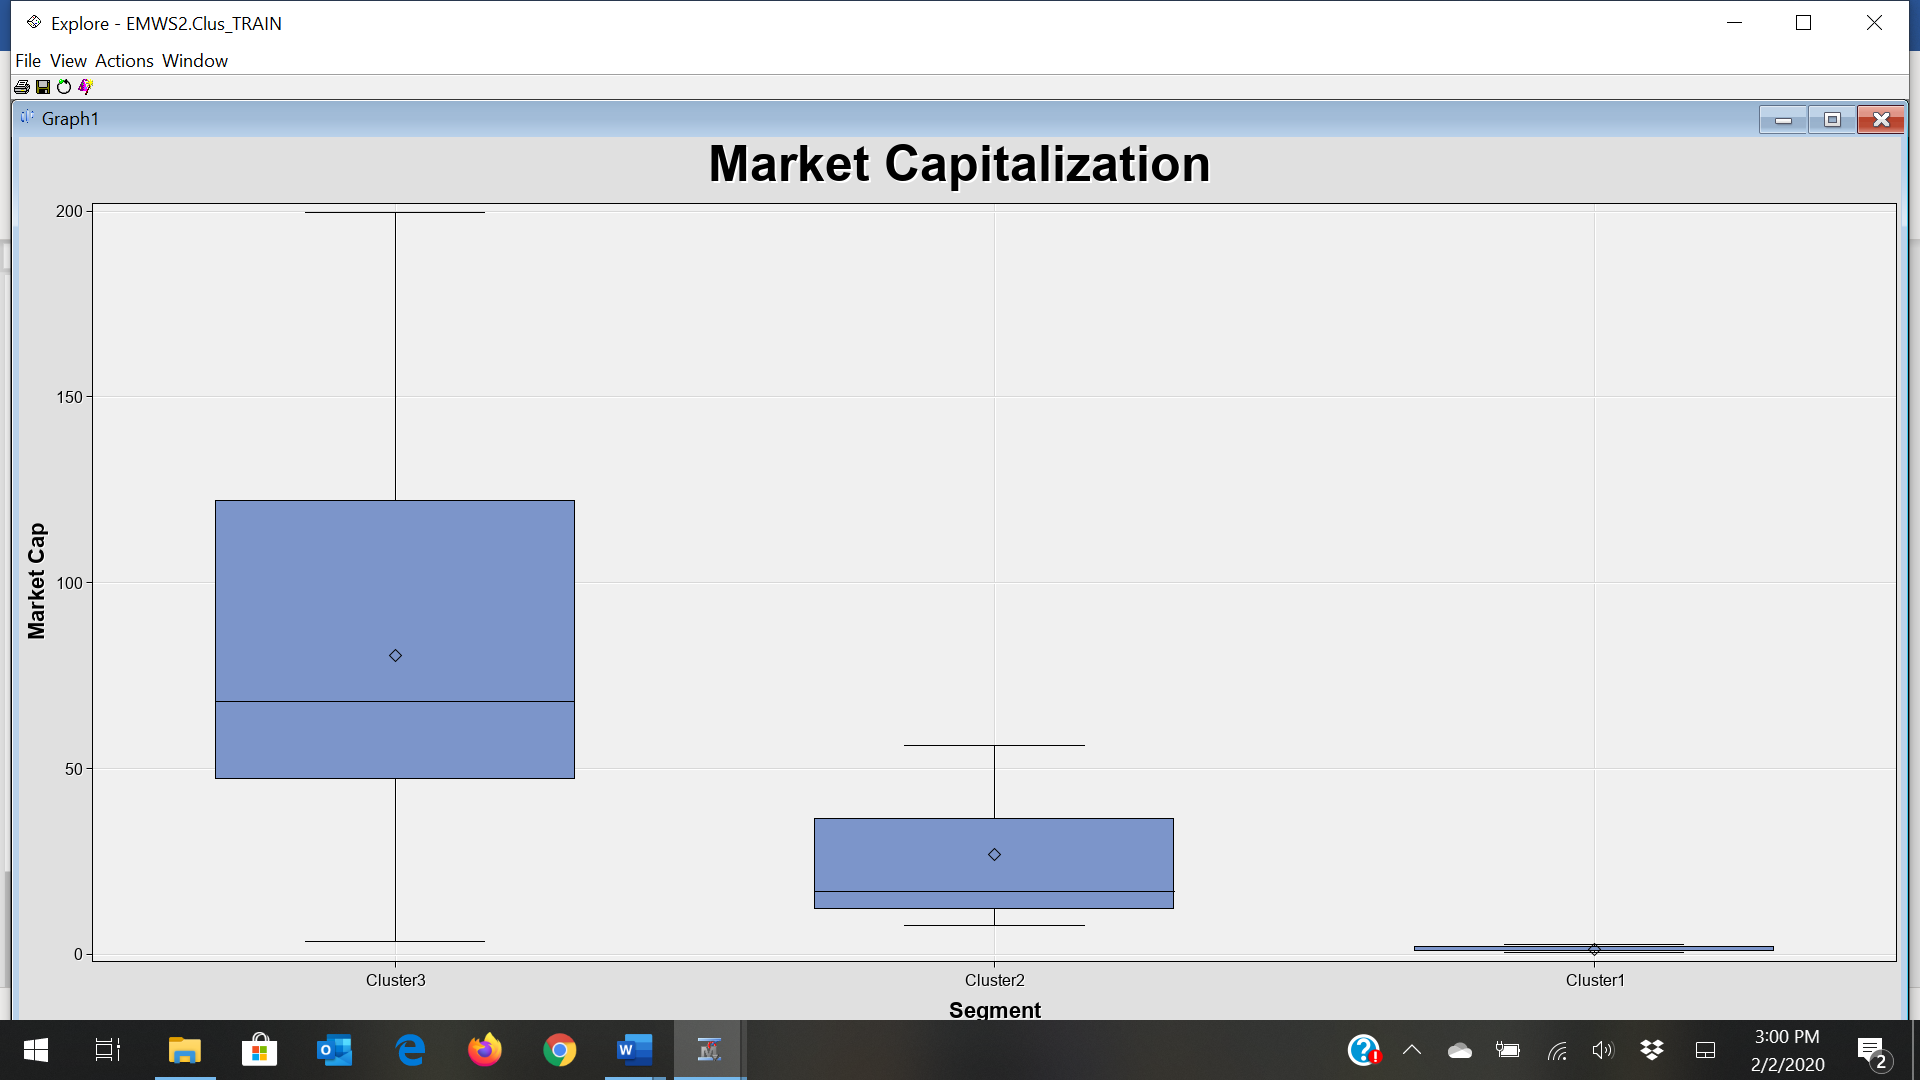 Explore - EMWS2.Clus_TRAIN
File View Actions Window
Graph1
Market Capitalization
Market Cap
200
150
100
50
0
Cluster3 Cluster2 Cluster1
Segment
3:00 PM
2/2/2020
2